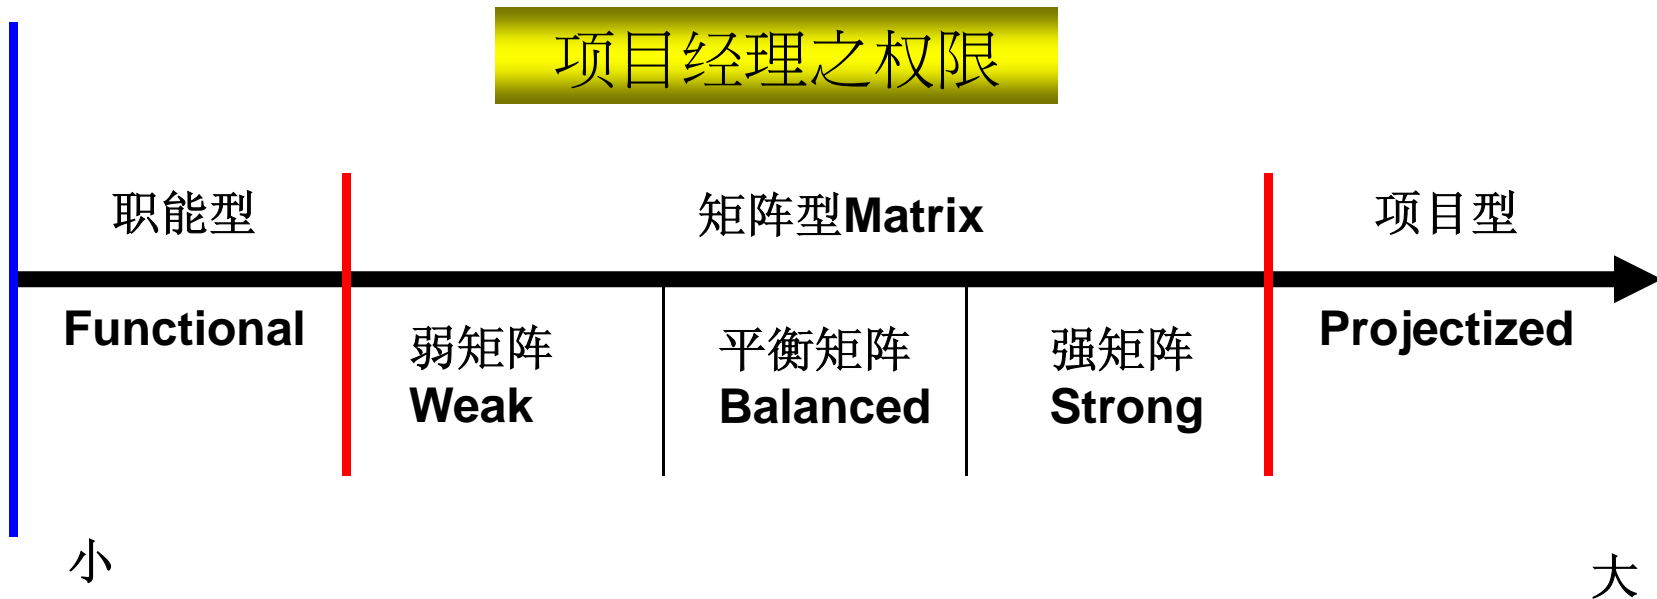 项目经理之权限
职能型
矩阵型Matrix
项目型
Functional
弱矩阵
Weak
平衡矩阵
Balanced
强矩阵
Strong
Projectized
小
大